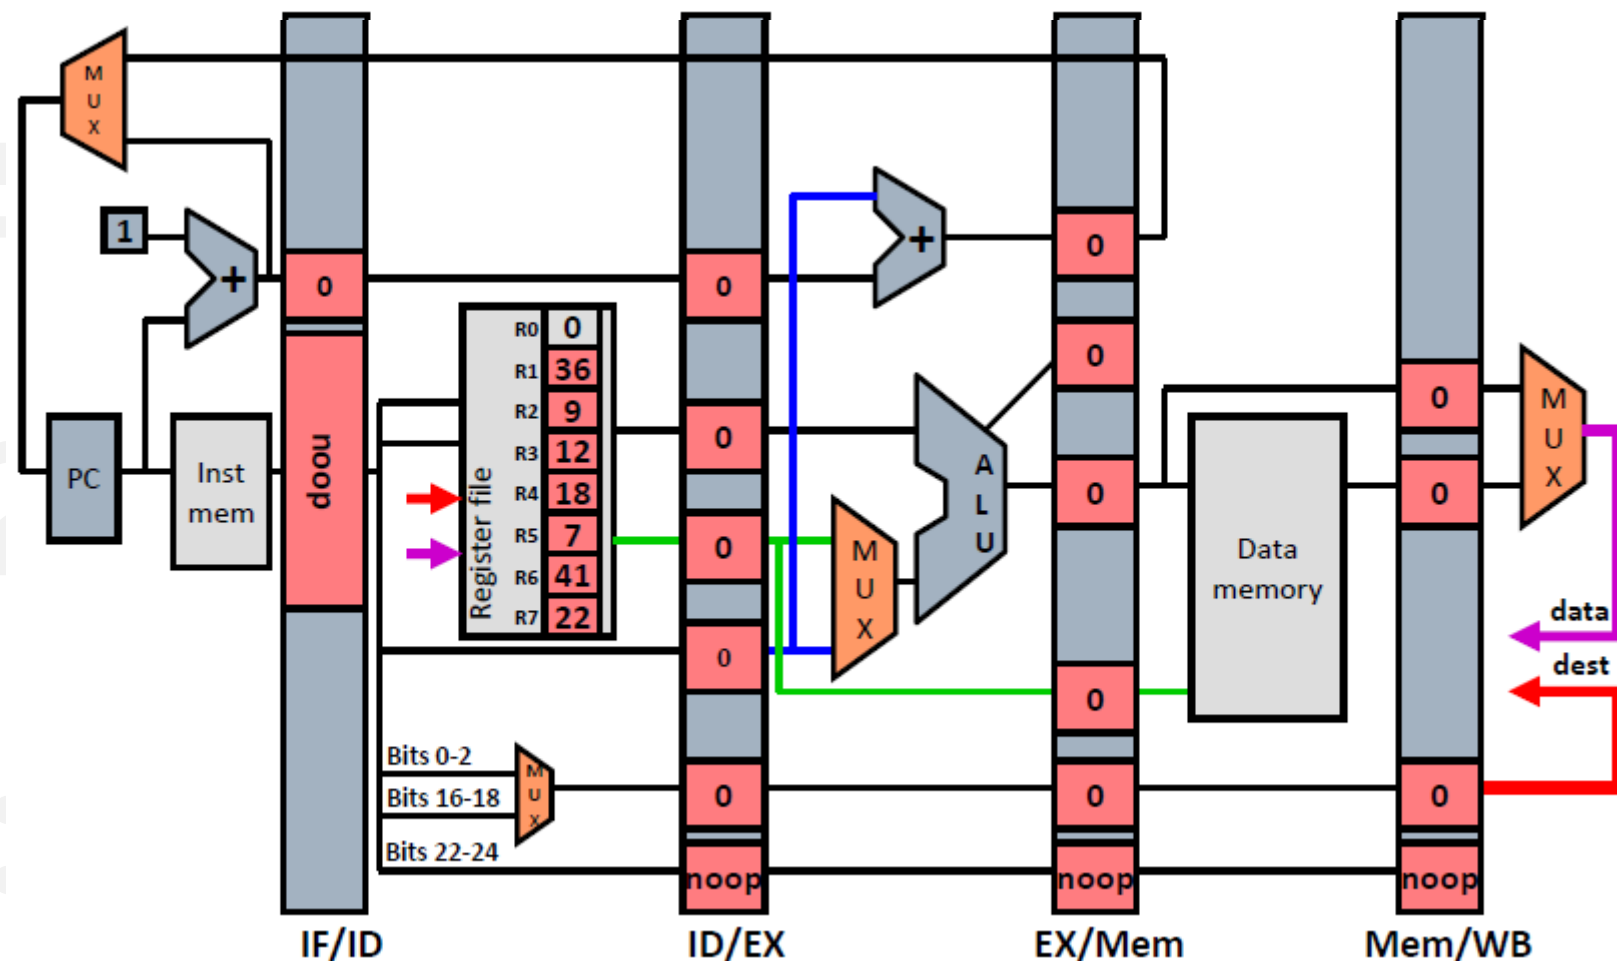 M
U
X
1
+
0
PC
Inst
mem
noop
R0 0
R1 36
R2 9
R3 12
R4 18
R5 7
R6 41
R7 22
Register file
Bits 0-2
Bits 16-18
Bits 22-24
M
U
X
0
0
0
0
0
noop
+
M
U
X
A
L
U
0
0
0
0
0
noop
Data
memory
0
0
0
noop
M
U
X
data
dest
IF/ID
ID/EX
EX/Mem
Mem/WB